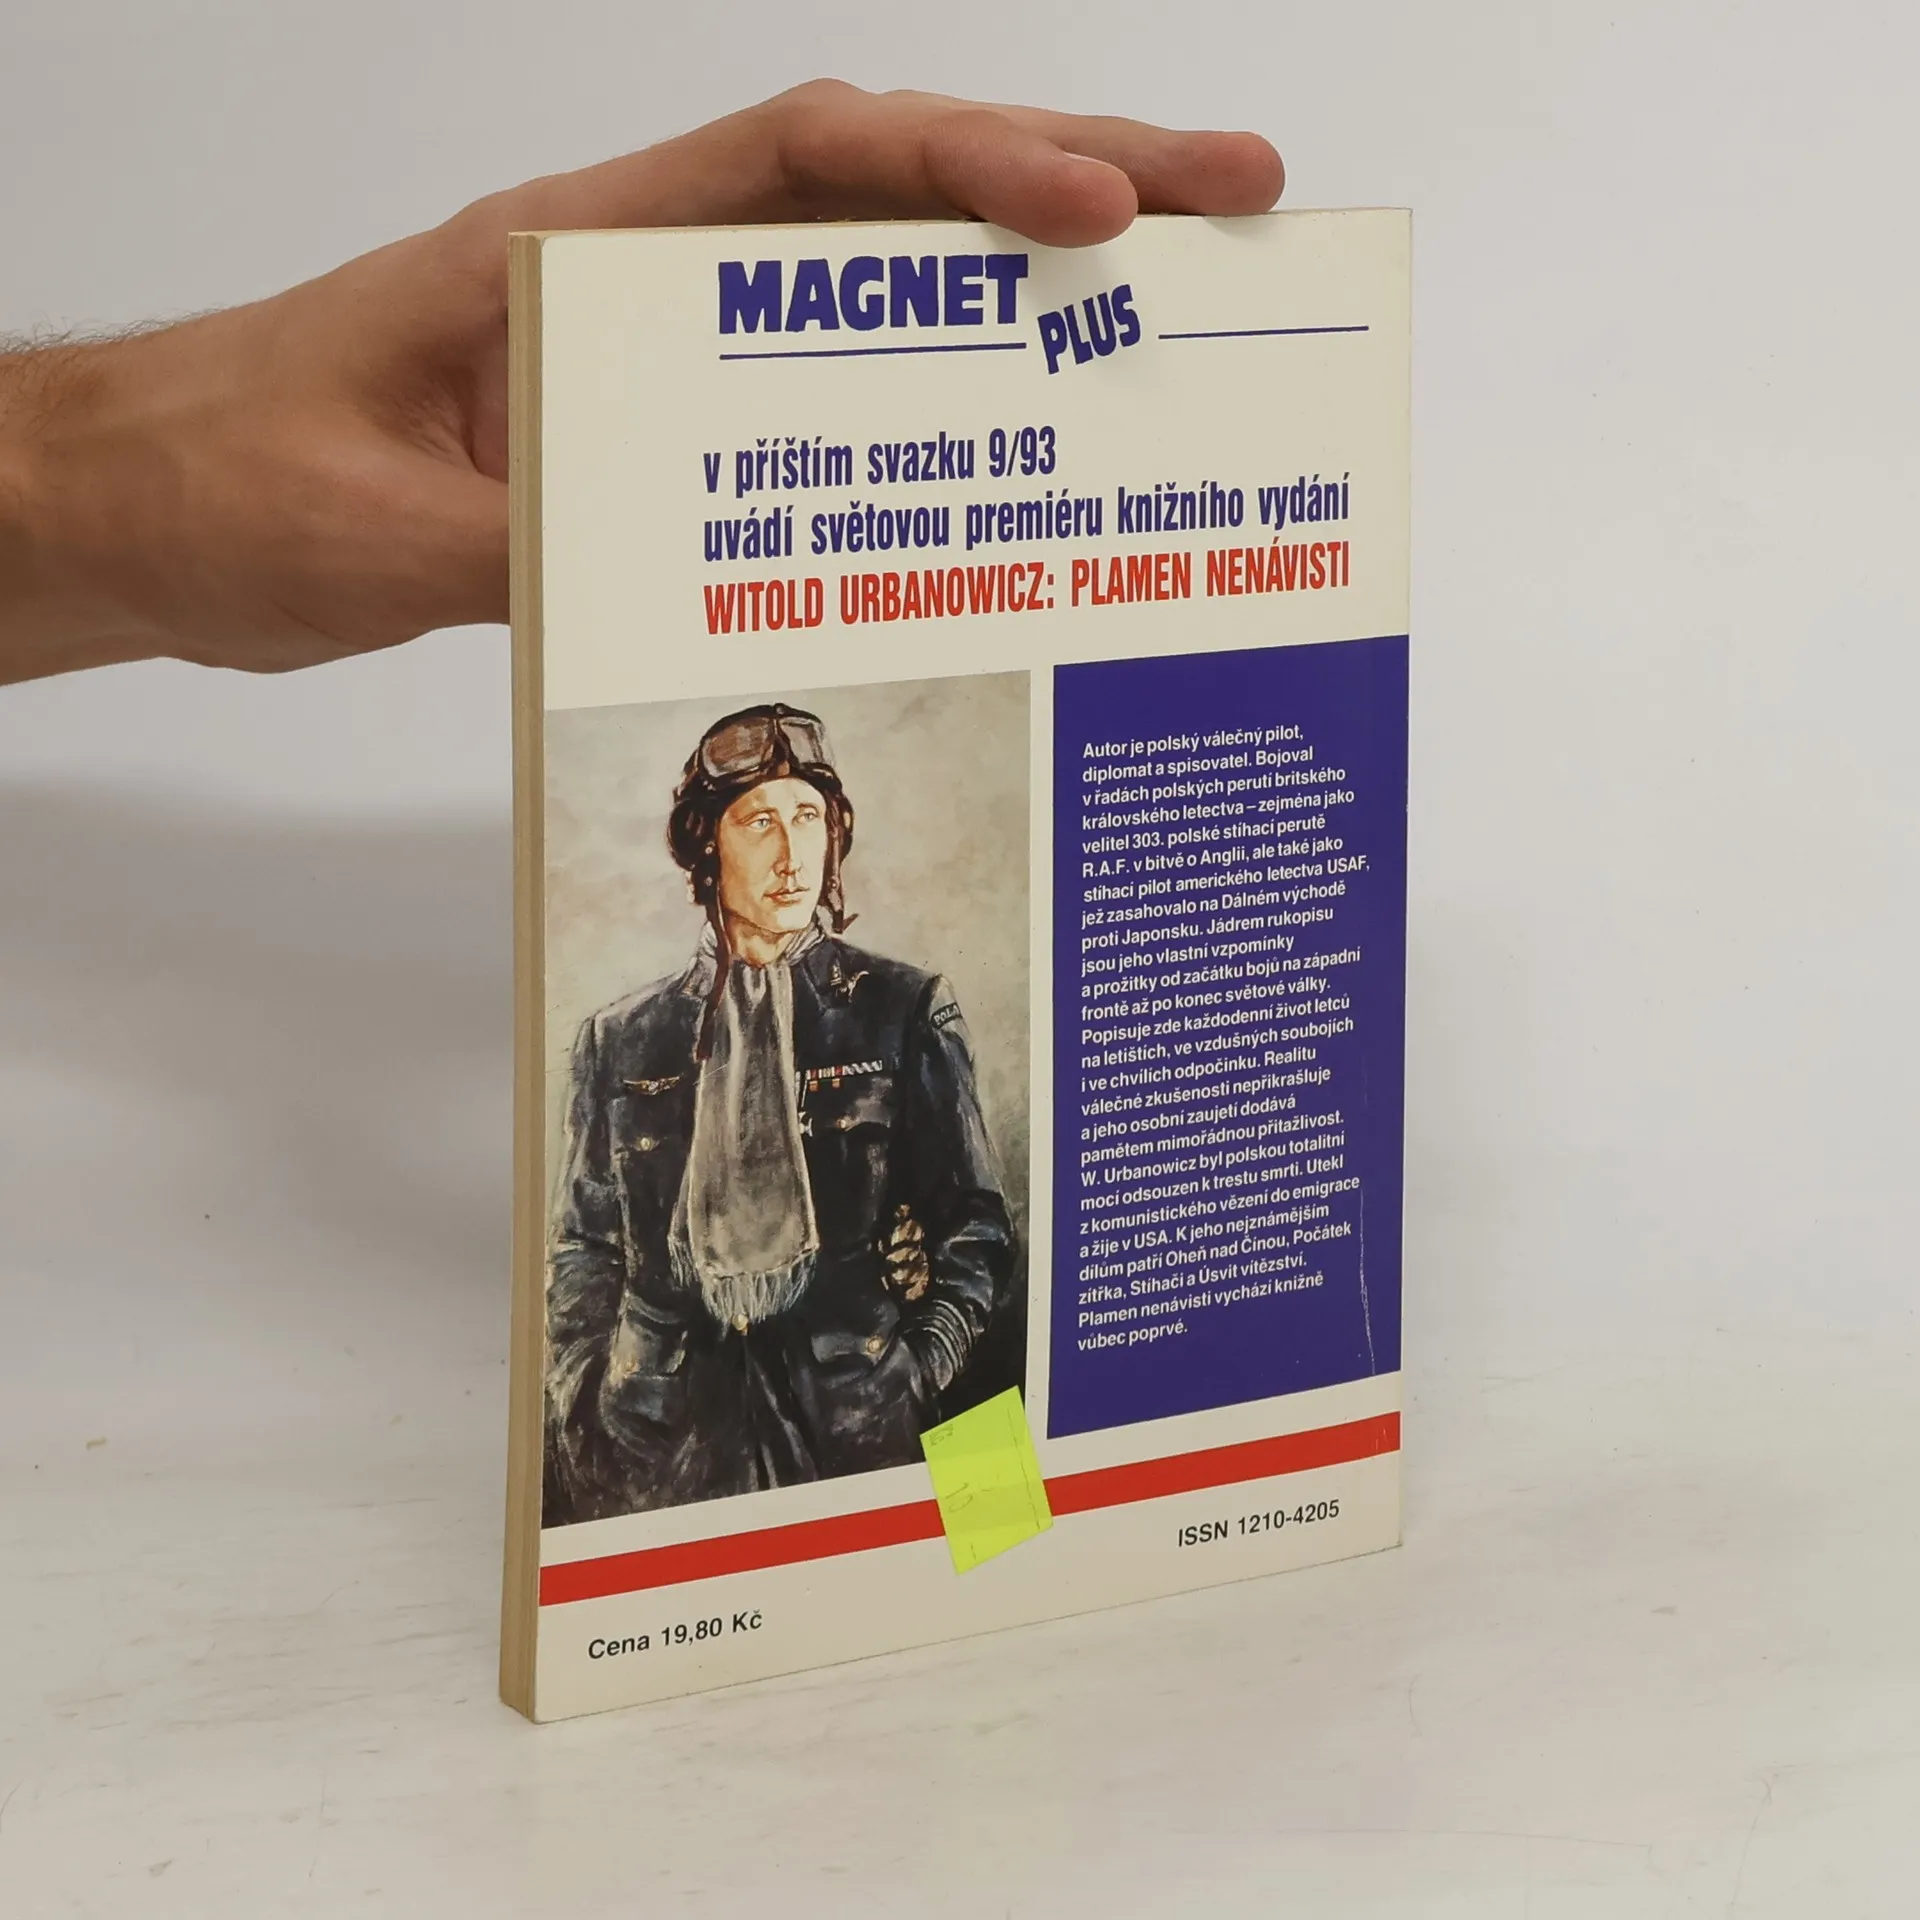 MAGNET
PLUS
v příštím svazku 9/93
uvádí světovou premiéru knižního vydání
WITOLD URBANOWICZ: PLAMEN NENÁVISTI
Autor je polský válečný pilot,
diplomat a spisovatel. Bojoval
v řadách polských perutí britského
královského letectva – zejména jako
velitel 303. polské stíhací perutě
R.A.F. v bitvě o Anglii, ale také jako
stíhací pilot amerického letectva USAF,
jež zasahovalo na Dálném východě
proti Japonsku. Jádrem rukopisu
jsou jeho vlastní vzpomínky
a prožitky od začátku bojů na západní
frontě až po konec světové války.
Popisuje zde každodenní život letců
na letištích, ve vzdušných soubojích
i ve chvílích odpočinku. Realitu
válečné zkušenosti nepřikrašluje
a jeho osobní zaujetí dodává
pamětem mimořádnou přitažlivost.
W. Urbanowicz byl polskou totalitní
mocí odsouzen k trestu smrti. Utekl
z komunistického vězení do emigrace
a žije v USA. K jeho nejznámějším
dílům patří Oheň nad Čínou, Počátek
zítřka, Stíhači a Úsvit vítězství.
Plamen nenávisti vychází knižně
vůbec poprvé.
ISSN 1210-4205
Cena 19,80 Kč